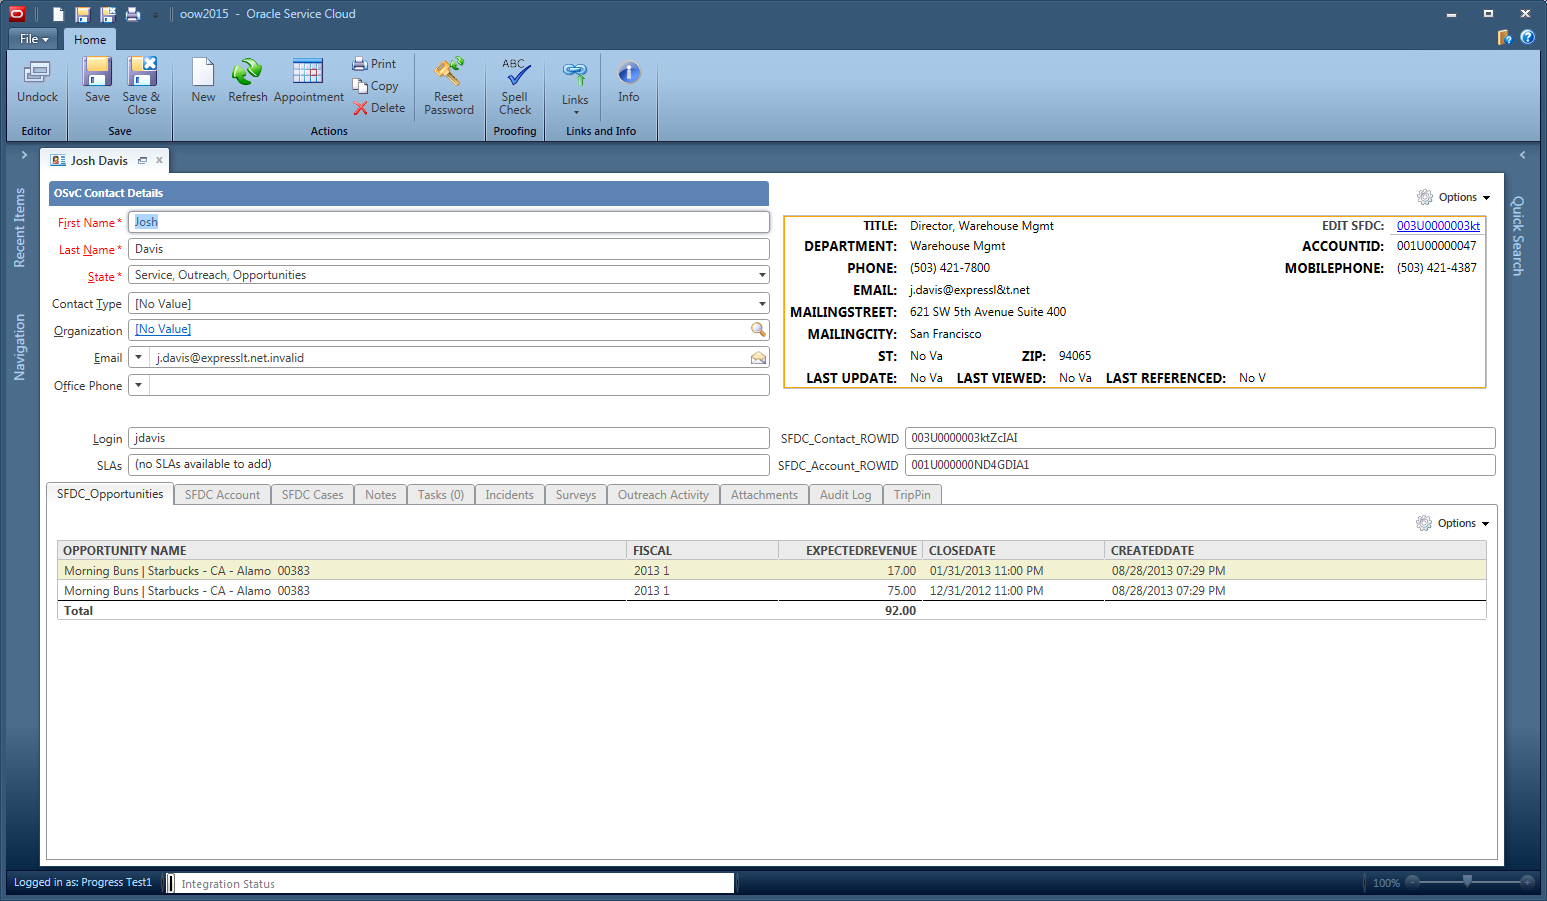 oow2015 - Oracle Service Cloud
File
Home
Undock
Save
Save & Close
New
Refresh
Appointment
Print
Copy
Delete
Reset Password
ABC
Spell Check
Links
Info
Editor
Save
Actions
Proofing
Links and Info
Recent Items
Navigation
Quick Search
Josh Davis
OSvC Contact Details
First Name * Josh
Last Name * Davis
State * Service, Outreach, Opportunities
Contact Type [No Value]
Organization [No Value]
Email j.davis@expresslt.net.invalid
Office Phone
Options
TITLE: Director, Warehouse Mgmt EDIT SFDC: 003U0000003kt
DEPARTMENT: Warehouse Mgmt ACCOUNTID: 001U00000047
PHONE: (503) 421-7800 MOBILEPHONE: (503) 421-4387
EMAIL: j.davis@expressl&t.net
MAILINGSTREET: 621 SW 5th Avenue Suite 400
MAILINGCITY: San Francisco
ST: No Va ZIP: 94065
LAST UPDATE: No Va LAST VIEWED: No Va LAST REFERENCED: No V
Login jdavis SFDC_Contact_ROWID 003U0000003ktZcIAI
SLAs (no SLAs available to add) SFDC_Account_ROWID 001U000000ND4GDIA1
SFDC_Opportunities SFDC Account SFDC Cases Notes Tasks (0) Incidents Surveys Outreach Activity Attachments Audit Log TripPin
Options
OPPORTUNITY NAME FISCAL EXPECTEDREVENUE CLOSEDATE CREATEDDATE
Morning Buns | Starbucks - CA - Alamo 00383 2013 1 17.00 01/31/2013 11:00 PM 08/28/2013 07:29 PM
Morning Buns | Starbucks - CA - Alamo 00383 2013 1 75.00 12/31/2012 11:00 PM 08/28/2013 07:29 PM
Total 92.00
Logged in as: Progress Test1
Integration Status
100%